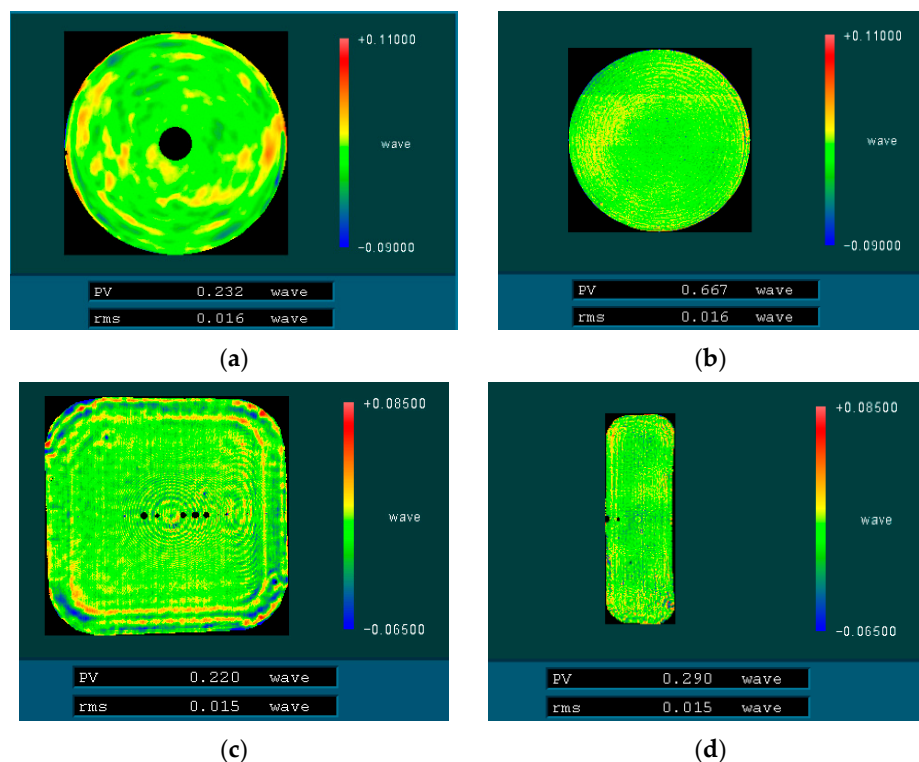 +0.11000
wave
-0.09000
PV 0.232 wave
rms 0.016 wave
(a)
+0.11000
wave
-0.09000
PV 0.667 wave
rms 0.016 wave
(b)
+0.08500
wave
-0.06500
PV 0.220 wave
rms 0.015 wave
(c)
+0.08500
wave
-0.06500
PV 0.290 wave
rms 0.015 wave
(d)